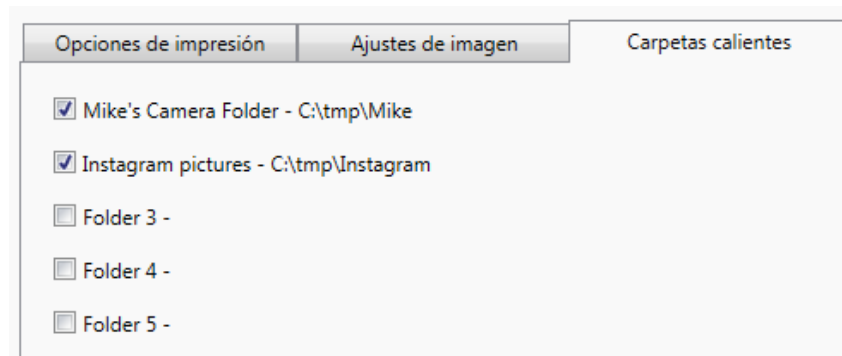 Opciones de impresión Ajustes de imagen Carpetas calientes
Mike's Camera Folder - C:\tmp\Mike
Instagram pictures - C:\tmp\Instagram
Folder 3 -
Folder 4 -
Folder 5 -